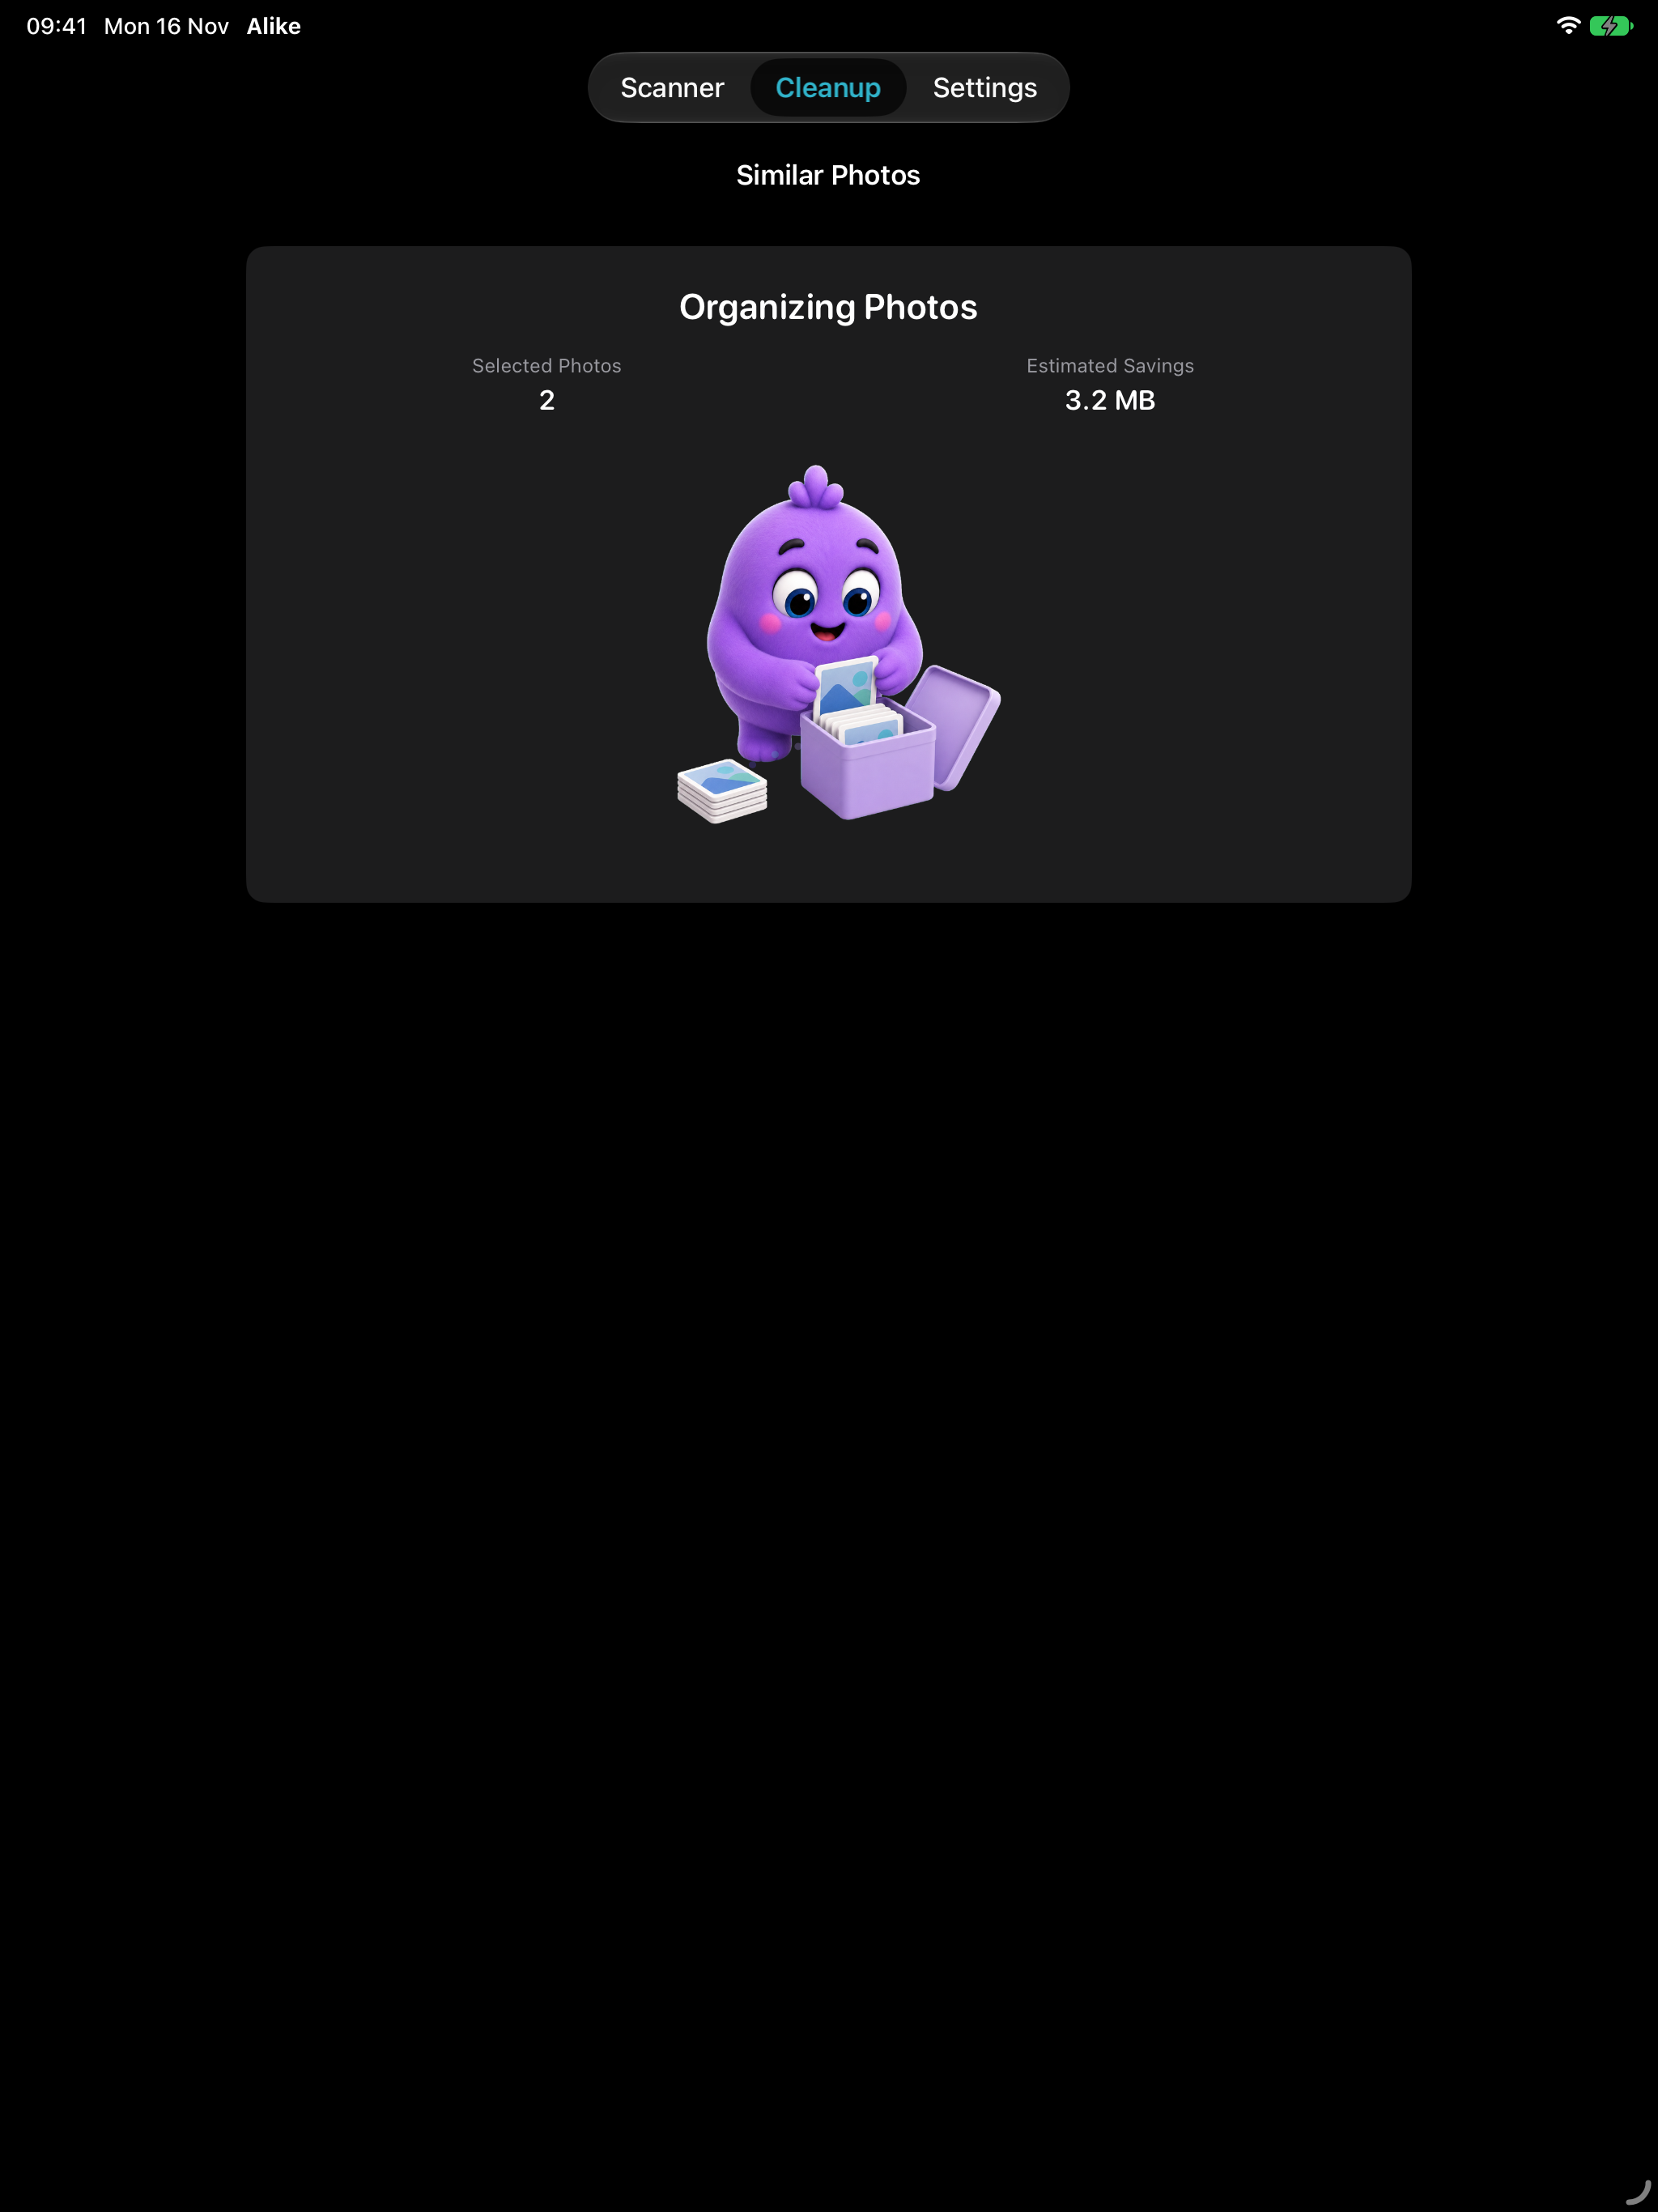 09:41 Mon 16 Nov Alike
Scanner Cleanup Settings
Similar Photos
Organizing Photos
Selected Photos Estimated Savings
2 3.2 MB